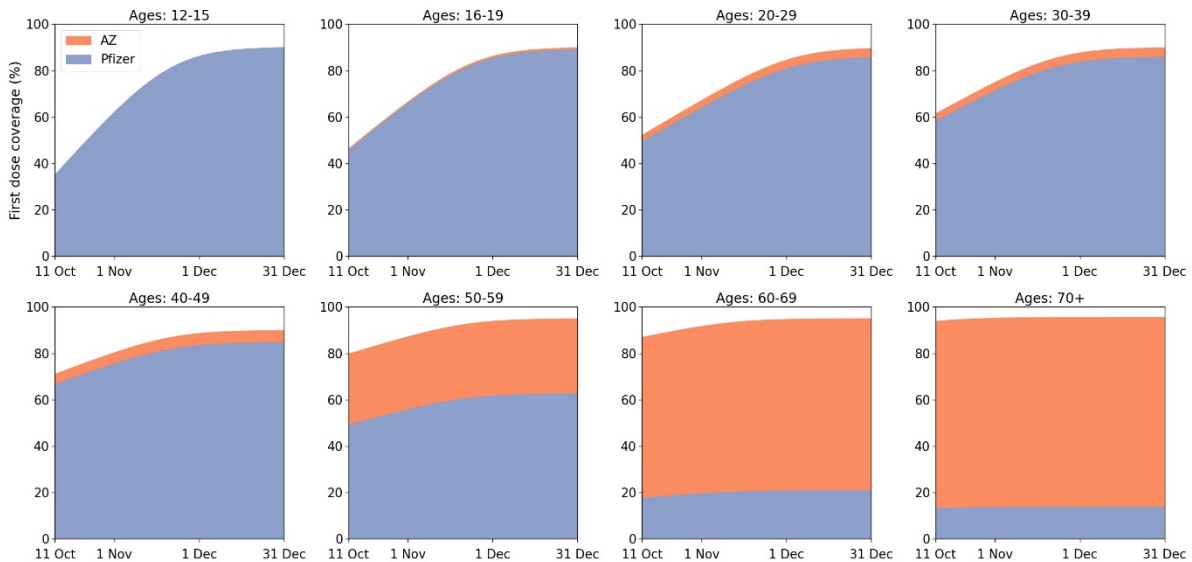 Ages: 12-15
Ages: 16-19
Ages: 20-29
Ages: 30-39
First dose coverage (%)
AZ
Pfizer
100
80
60
40
20
0
11 Oct 1 Nov 1 Dec 31 Dec
100
80
60
40
20
0
11 Oct 1 Nov 1 Dec 31 Dec
100
80
60
40
20
0
11 Oct 1 Nov 1 Dec 31 Dec
100
80
60
40
20
0
11 Oct 1 Nov 1 Dec 31 Dec
Ages: 40-49
Ages: 50-59
Ages: 60-69
Ages: 70+
100
80
60
40
20
0
11 Oct 1 Nov 1 Dec 31 Dec
100
80
60
40
20
0
11 Oct 1 Nov 1 Dec 31 Dec
100
80
60
40
20
0
11 Oct 1 Nov 1 Dec 31 Dec
100
80
60
40
20
0
11 Oct 1 Nov 1 Dec 31 Dec